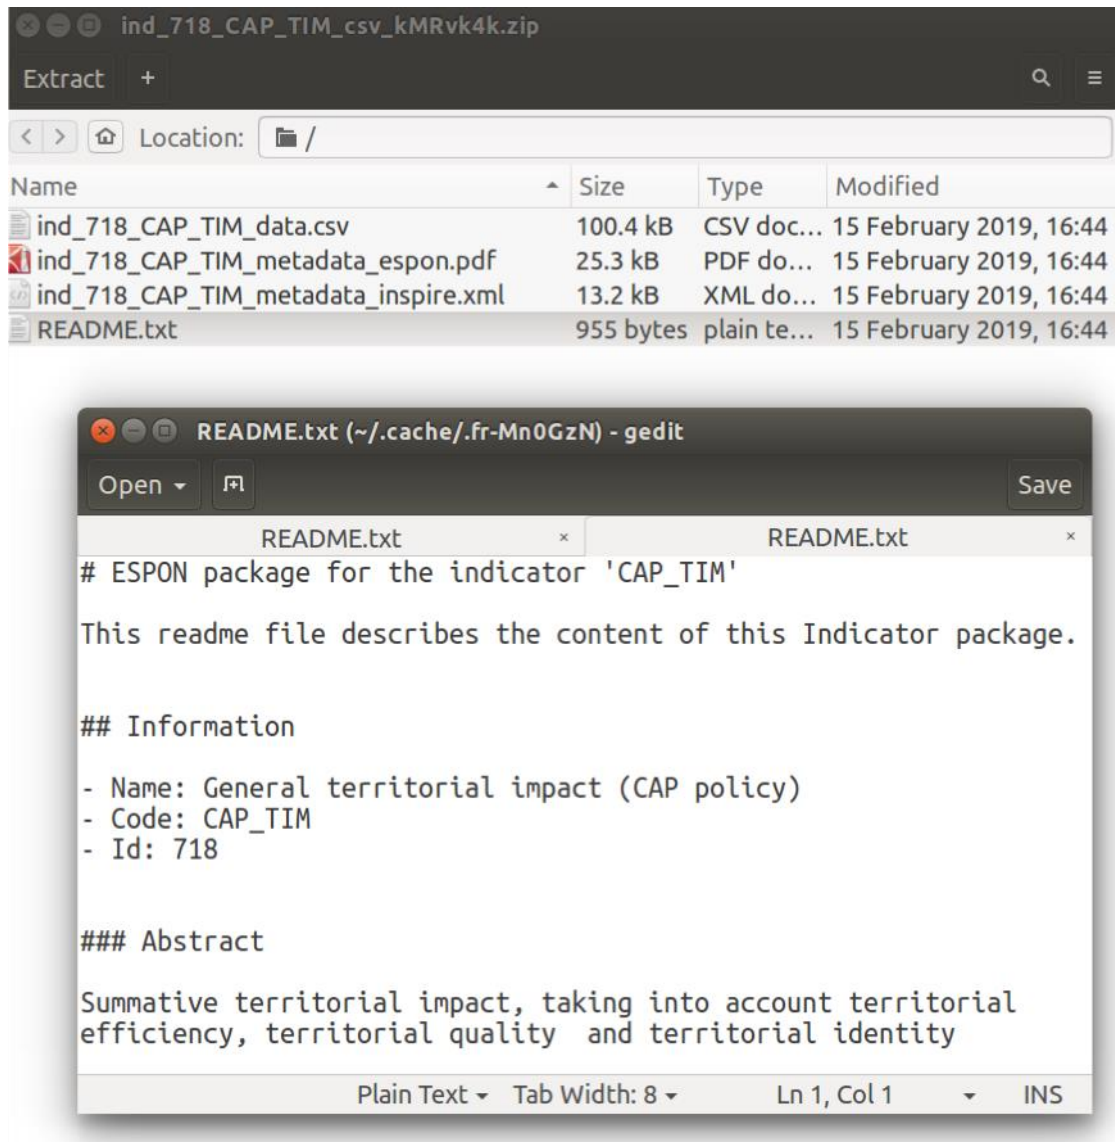 ind_718_CAP_TIM_csv_kMRvk4k.zip
Extract +
Location: /
Name Size Type Modified
ind_718_CAP_TIM_data.csv 100.4 kB CSV doc... 15 February 2019, 16:44
ind_718_CAP_TIM_metadata_espon.pdf 25.3 kB PDF do... 15 February 2019, 16:44
ind_718_CAP_TIM_metadata_inspire.xml 13.2 kB XML do... 15 February 2019, 16:44
README.txt 955 bytes plain te... 15 February 2019, 16:44
README.txt (~/.cache/.fr-Mn0GzN) - gedit
Open Save
README.txt × README.txt ×
# ESPON package for the indicator 'CAP_TIM'
This readme file describes the content of this Indicator package.
## Information
- Name: General territorial impact (CAP policy)
- Code: CAP_TIM
- Id: 718
### Abstract
Summative territorial impact, taking into account territorial
efficiency, territorial quality  and territorial identity
Plain Text Tab Width: 8 Ln 1, Col 1 INS